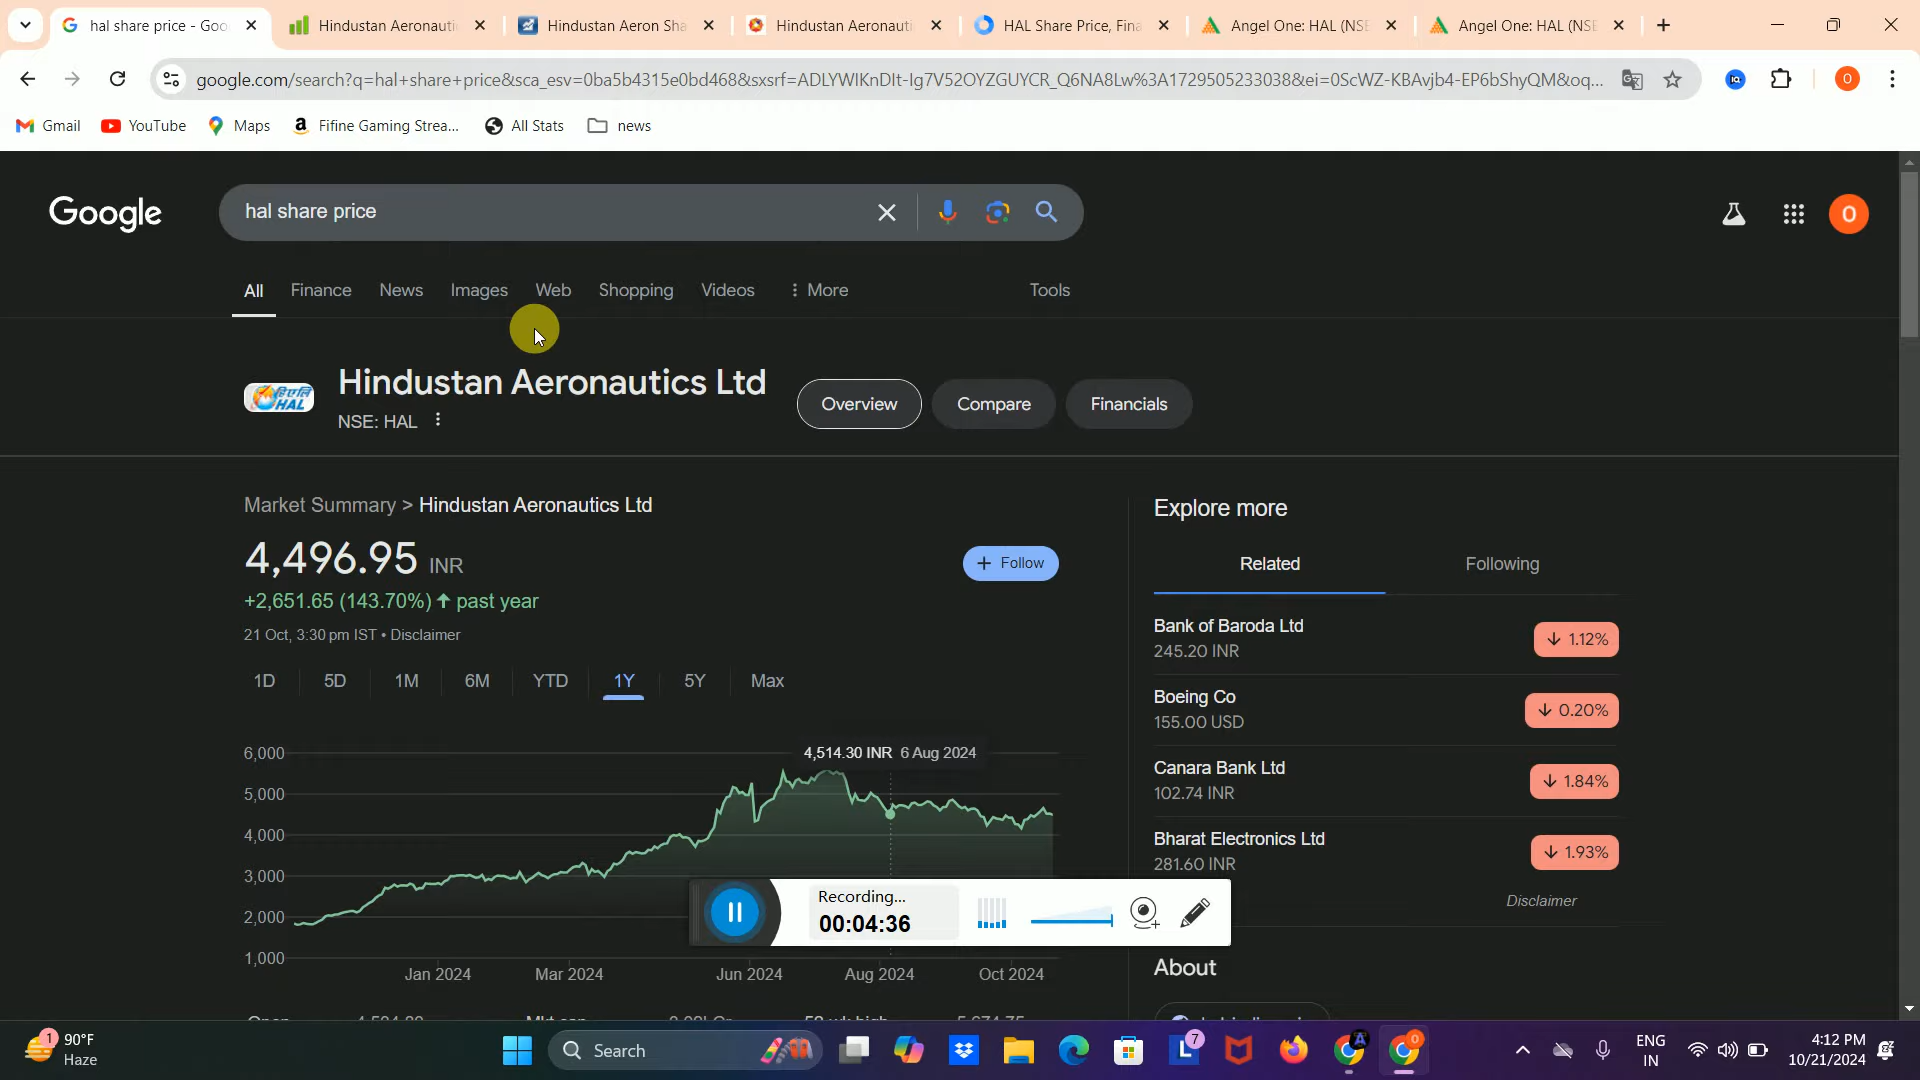 hal share price - Goo
Hindustan Aeronauti
Hindustan Aeron Sha
Hindustan Aeronauti
HAL Share Price, Fina
Angel One: HAL (NSE
Angel One: HAL (NSE
google.com/search?q=hal+share+price&sca_esv=0ba5b4315e0bd468&sxsrf=ADLYWIKnDIt-Ig7V52OYZGUYCR_Q6NA8Lw%3A1729505233038&ei=0ScWZ-KBAvjb4-EP6bShyQM&oq...
Gmail
YouTube
Maps
Fifine Gaming Strea...
All Stats
news
Google
hal share price
O
All
Finance
News
Images
Web
Shopping
Videos
More
Tools
Hindustan Aeronautics Ltd
NSE: HAL
Overview
Compare
Financials
Market Summary > Hindustan Aeronautics Ltd
4,496.95 INR
+ Follow
+2,651.65 (143.70%) ↑ past year
21 Oct, 3:30 pm IST • Disclaimer
1D
5D
1M
6M
YTD
1Y
5Y
Max
4,514.30 INR 6 Aug 2024
6,000
5,000
4,000
3,000
2,000
1,000
Jan 2024
Mar 2024
Jun 2024
Aug 2024
Oct 2024
Explore more
Related
Following
Bank of Baroda Ltd
245.20 INR
↓ 1.12%
Boeing Co
155.00 USD
↓ 0.20%
Canara Bank Ltd
102.74 INR
↓ 1.84%
Bharat Electronics Ltd
281.60 INR
↓ 1.93%
Disclaimer
About
Recording...
00:04:36
90°F
Haze
Search
7
ENG
IN
4:12 PM
10/21/2024